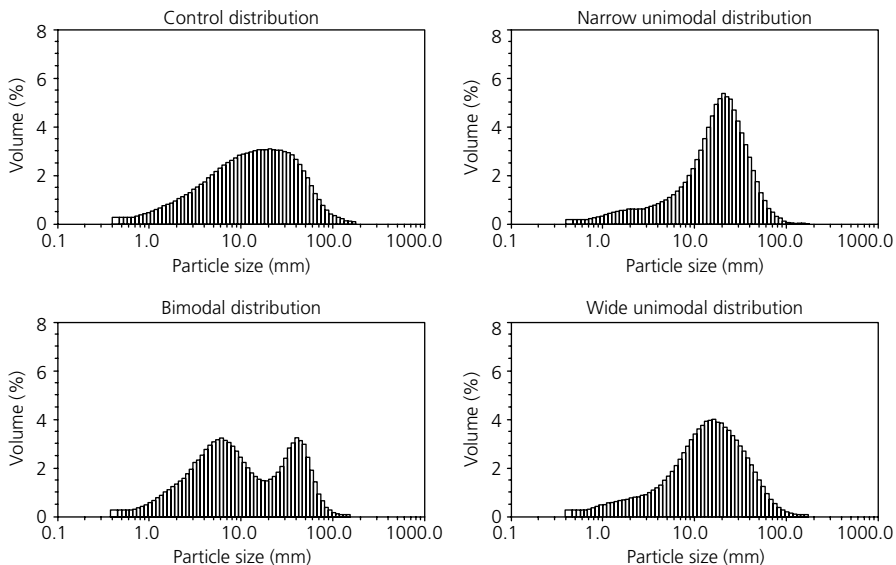 Control distribution
8
6
4
2
0
Volume (%)
0.1 1.0 10.0 100.0 1000.0
Particle size (mm)
Narrow unimodal distribution
8
6
4
2
0
Volume (%)
0.1 1.0 10.0 100.0 1000.0
Particle size (mm)
Bimodal distribution
8
6
4
2
0
Volume (%)
0.1 1.0 10.0 100.0 1000.0
Particle size (mm)
Wide unimodal distribution
8
6
4
2
0
Volume (%)
0.1 1.0 10.0 100.0 1000.0
Particle size (mm)